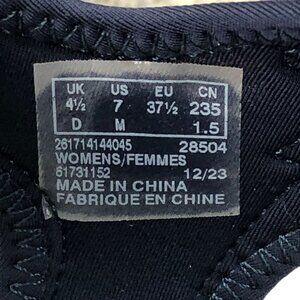 UK US EU CN
4½ 7 37½ 235
D M 1.5
261714144045 28504
WOMENS/FEMMES
61731152 12/23
MADE IN CHINA
FABRIQUE EN CHINE